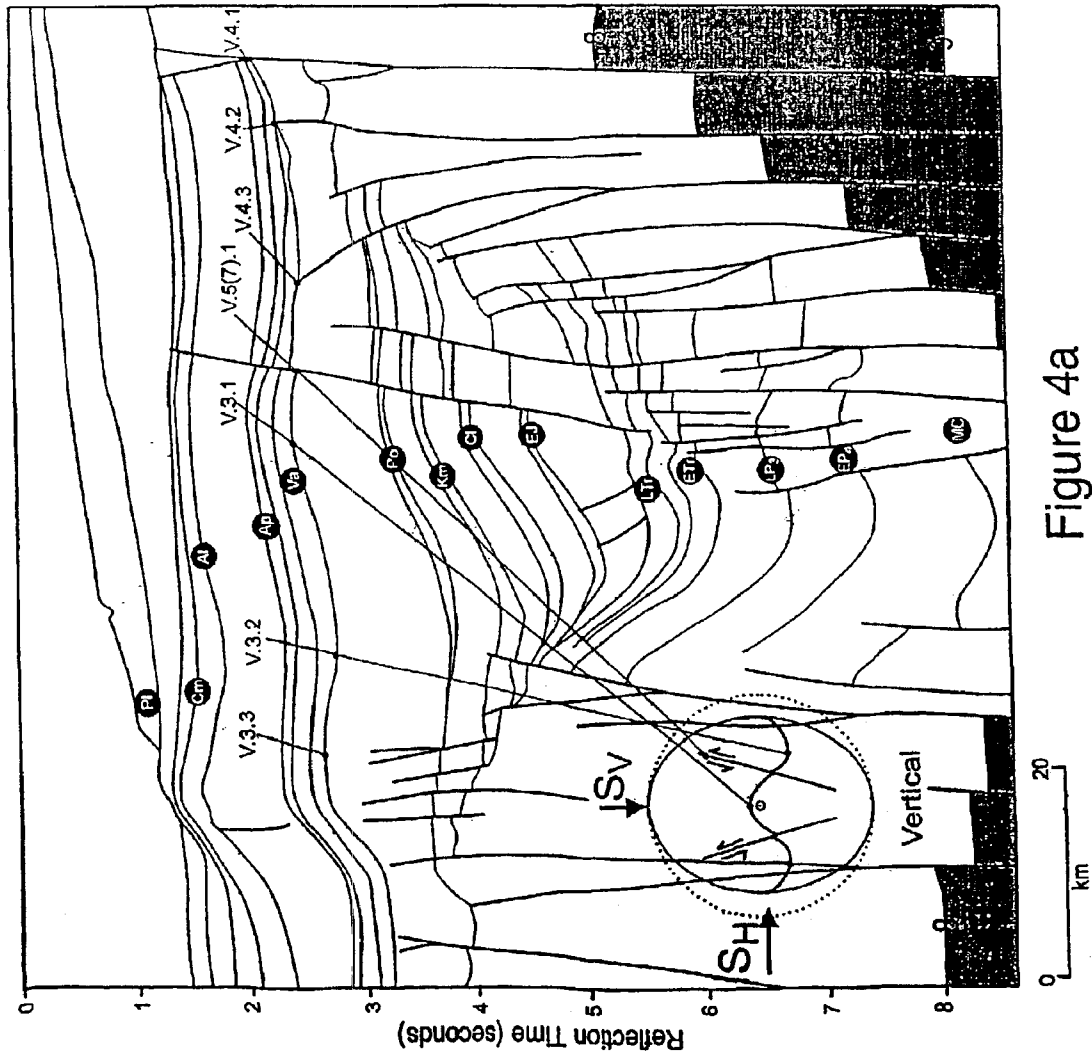 0
1
2
3
4
5
6
7
8
Reflection Time (seconds)
V.3.3
V.3.2
V.3.1
V.5(7).1
V.4.3
V.4.2
V.4.1
Pl
Cm
Al
Ap
Va
Po
Km
Cl
EJ
LTr
ETr
EP
MC
SV
SH
Vertical
0
20
km
Figure 4a